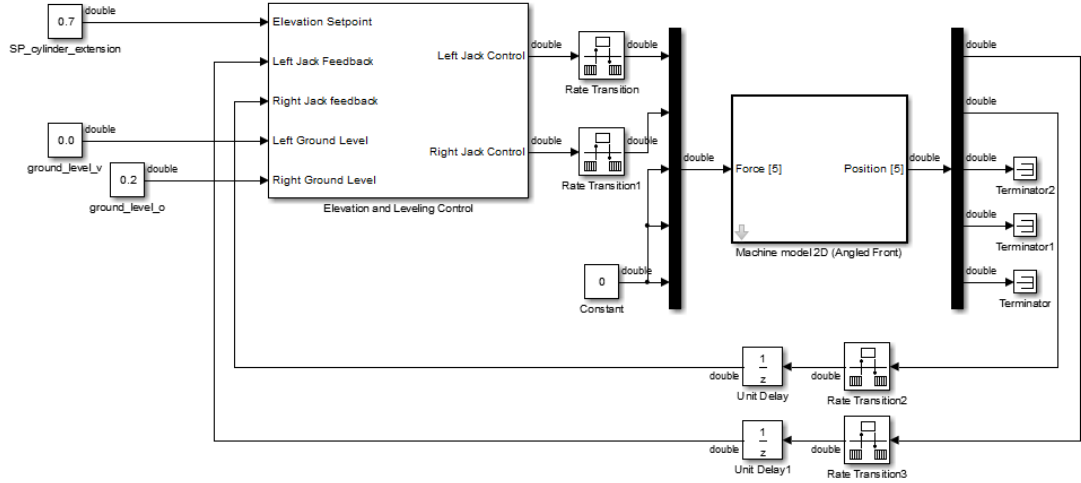 0.7
double
SP_cylinder_extension
0.0
double
ground_level_v
0.2
double
ground_level_o
Elevation Setpoint
Left Jack Feedback
Right Jack feedback
Left Ground Level
Right Ground Level
Left Jack Control
Right Jack Control
Elevation and Leveling Control
double
Rate Transition
double
double
Rate Transition1
double
0
double
Constant
double
Force [5]
Position [5]
Machine model 2D (Angled Front)
double
double
double
double
Terminator2
double
Terminator1
double
Terminator
double
1
z
Unit Delay
double
Rate Transition2
double
1
z
Unit Delay1
double
Rate Transition3